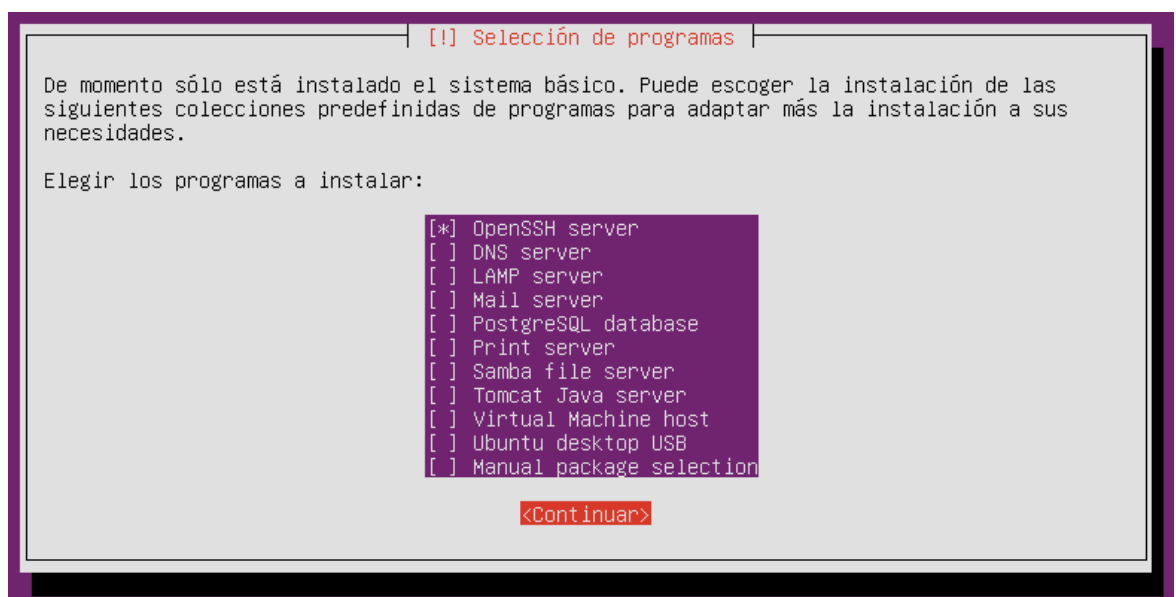 [!] Selección de programas
De momento sólo está instalado el sistema básico. Puede escoger la instalación de las
siguientes colecciones predefinidas de programas para adaptar más la instalación a sus
necesidades.
Elegir los programas a instalar:
[*] OpenSSH server
[ ] DNS server
[ ] LAMP server
[ ] Mail server
[ ] PostgreSQL database
[ ] Print server
[ ] Samba file server
[ ] Tomcat Java server
[ ] Virtual Machine host
[ ] Ubuntu desktop USB
[ ] Manual package selection
<Continuar>